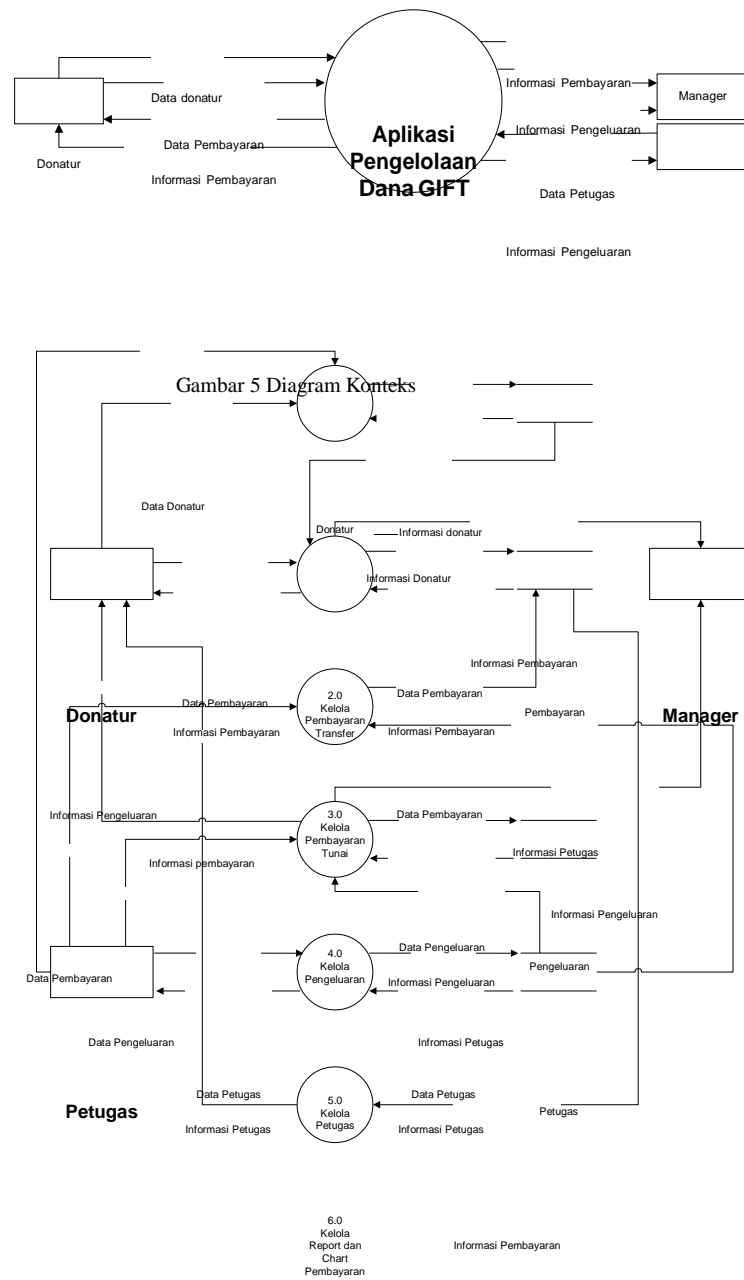 Informasi Pembayaran
Manager
Data donatur
Informasi Pengeluaran
Aplikasi
Pengelolaan
Dana GIFT
Data Pembayaran
Donatur
Informasi Pembayaran
Data Petugas
Informasi Pengeluaran
Gambar 5 Diagram Konteks
Data Donatur
Donatur
Informasi donatur
Informasi Donatur
Informasi Pembayaran
Data Pembayaran
2.0
Kelola
Pembayaran
Transfer
Data Pembayaran
Donatur
Pembayaran
Manager
Informasi Pembayaran
Informasi Pembayaran
Informasi Pengeluaran
3.0
Kelola
Pembayaran
Tunai
Data Pembayaran
Informasi pembayaran
Informasi Petugas
Informasi Pengeluaran
4.0
Kelola
Pengeluaran
Data Pengeluaran
Pengeluaran
Data Pembayaran
Informasi Pengeluaran
Data Pengeluaran
Infromasi Petugas
Petugas
Data Petugas
5.0
Kelola
Petugas
Data Petugas
Petugas
Informasi Petugas
Informasi Petugas
6.0
Kelola
Report dan
Chart
Pembayaran
Informasi Pembayaran